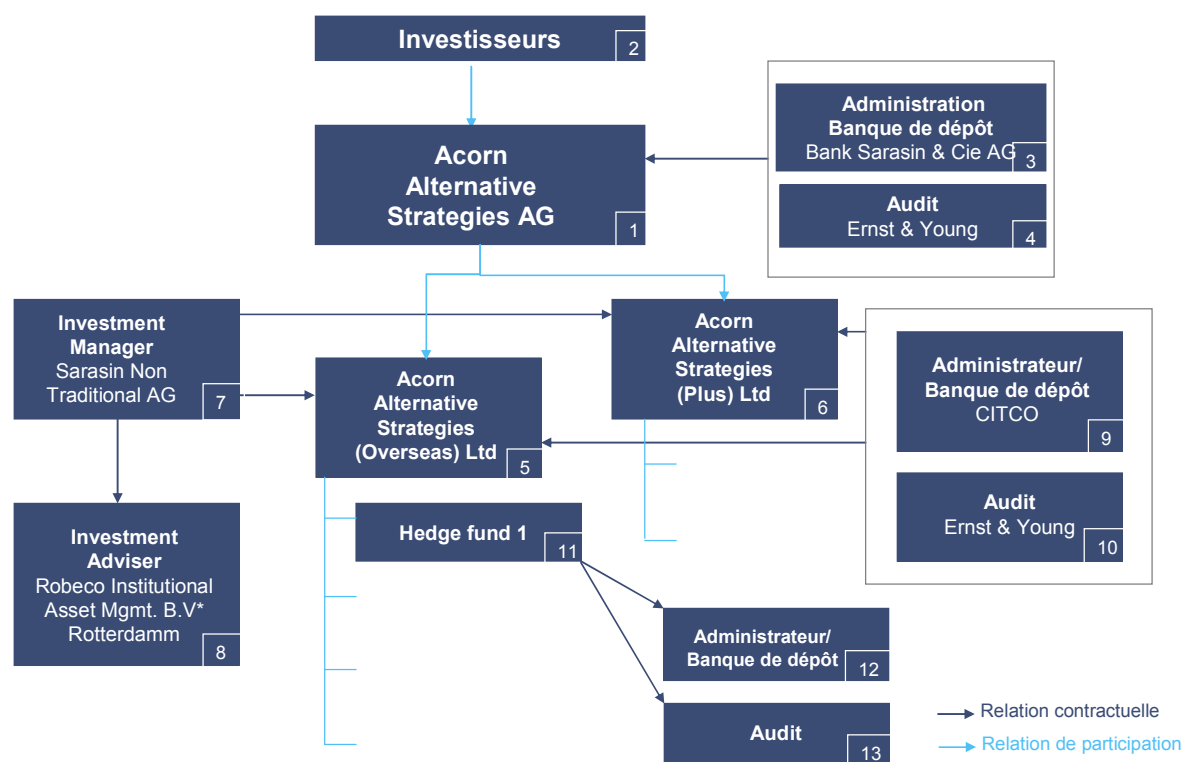 Investisseurs
2
Administration
Banque de dépôt
Bank Sarasin & Cie AG
3
Audit
Ernst & Young
4
Acorn
Alternative
Strategies AG
1
Investment
Manager
Sarasin Non
Traditional AG
7
Acorn
Alternative
Strategies
(Plus) Ltd
6
Acorn
Alternative
Strategies
(Overseas) Ltd
5
Administrateur/
Banque de dépôt
CITCO
9
Audit
Ernst & Young
10
Investment
Adviser
Robeco Institutional
Asset Mgmt. B.V*
Rotterdamm
8
Hedge fund 1
11
Administrateur/
Banque de dépôt
12
Audit
13
Relation contractuelle
Relation de participation